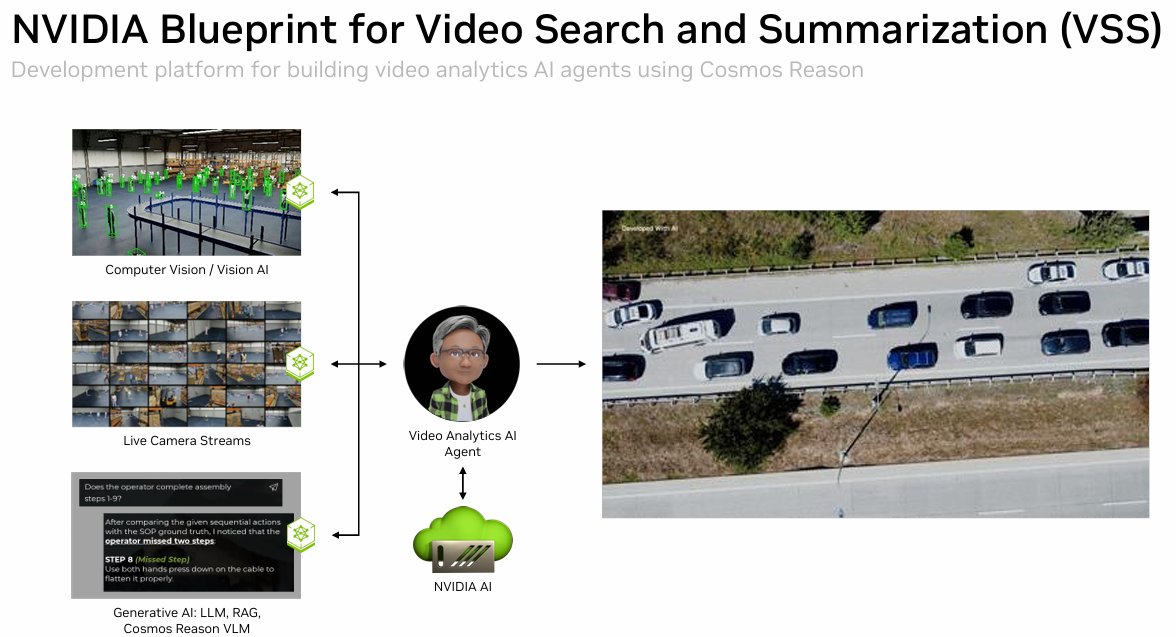 NVIDIA Blueprint for Video Search and Summarization (VSS)
Development platform for building video analytics AI agents using Cosmos Reason
Computer Vision / Vision AI
Live Camera Streams
Does the operator complete assembly
steps 1-9?
After comparing the given sequential actions
with the SOP ground truth, I noticed that the
operator missed two steps:
STEP 8 (Missed Step)
Use both hands press down on the cable to
flatten it properly.
Generative AI: LLM, RAG,
Cosmos Reason VLM
Video Analytics AI
Agent
NVIDIA AI
Developed With AI